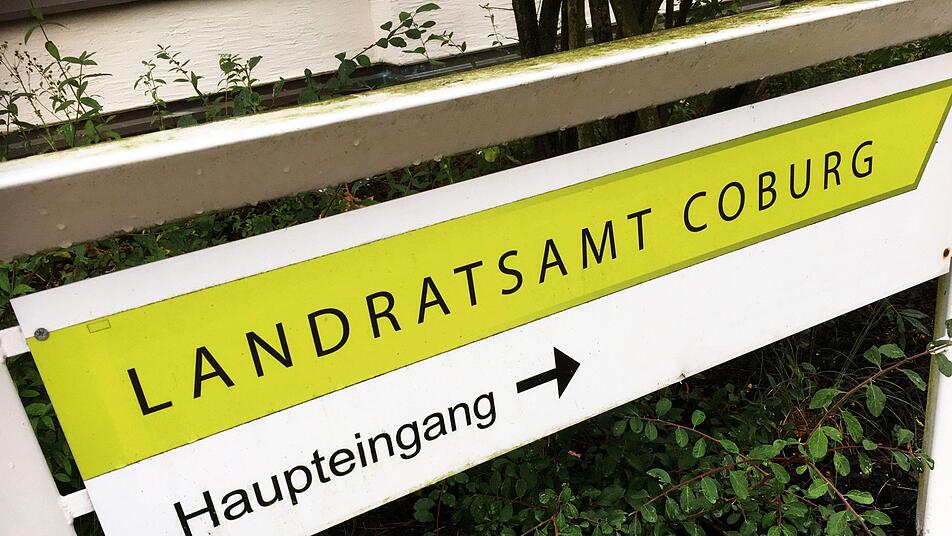 LANDRATSAMT COBURG
Haupteingang →